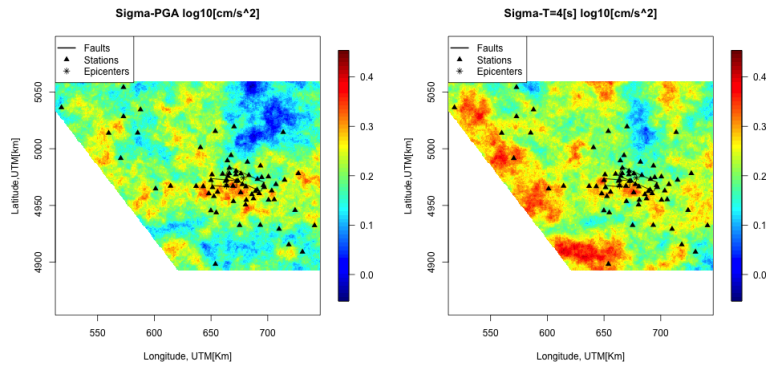 Sigma-PGA log10[cm/s^2]
Faults
Stations
Epicenters
Latitude,UTM[km]
5050
5000
4950
4900
550
600
650
700
Longitude, UTM[Km]
0.4
0.3
0.2
0.1
0.0
Sigma-T=4[s] log10[cm/s^2]
Faults
Stations
Epicenters
Latitude,UTM[km]
5050
5000
4950
4900
550
600
650
700
Longitude, UTM[Km]
0.4
0.3
0.2
0.1
0.0